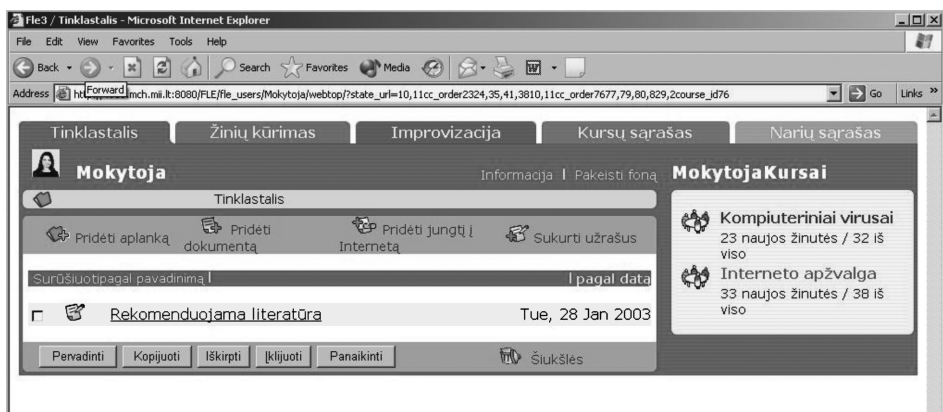 Fle3 / Tinklastalis - Microsoft Internet Explorer
File Edit View Favorites Tools Help
Back Search Favorites Media
Address Forward mch.mii.lt:8080/FLE/fle_users/Mokytoja/webtop/?state_url=10,11cc_order2324,35,41,3810,11cc_order7677,79,80,829,2course_id76 Go Links »
Tinklastalis Žinių kūrimas Improvizacija Kursų sąrašas Narių sąrašas
Mokytoja Informacija | Pakeisti foną MokytojaKursai
Tinklastalis
Pridėti aplanką Pridėti dokumentą Pridėti jungtį į Internetą Sukurti užrašus
Kompiuteriniai virusai
23 naujos žinutės / 32 iš
viso
Interneto apžvalga
33 naujos žinutės / 38 iš
viso
Surūšiuotipagal pavadinimą | | pagal data
Rekomenduojama literatūra Tue, 28 Jan 2003
Pervadinti Kopijuoti Iškirpti Įklijuoti Panaikinti Šiukšlės